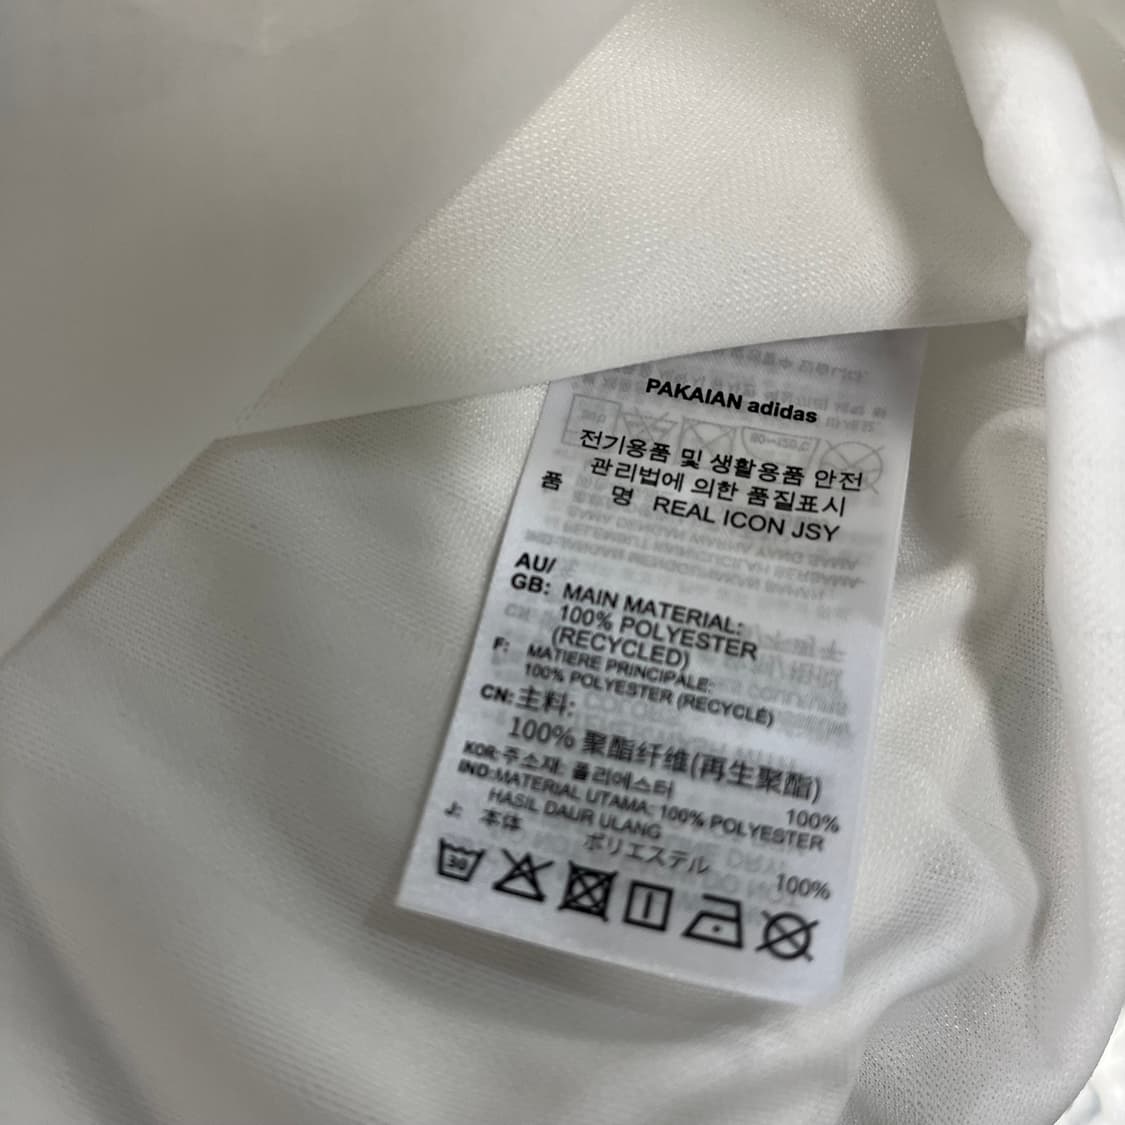 PAKAIAN adidas
전기용품 및 생활용품 안전
관리법에 의한 품질표시
품 명 REAL ICON JSY
AU/
GB: MAIN MATERIAL:
100% POLYESTER
(RECYCLED)
F: MATIERE PRINCIPALE:
100% POLYESTER (RECYCLÉ)
CN: 主料:
100% 聚酯纤维(再生聚酯)
KOR: 주소재: 폴리에스터 100%
IND: MATERIAL UTAMA: 100% POLYESTER
HASIL DAUR ULANG
J: 本体 ポリエステル 100%
30